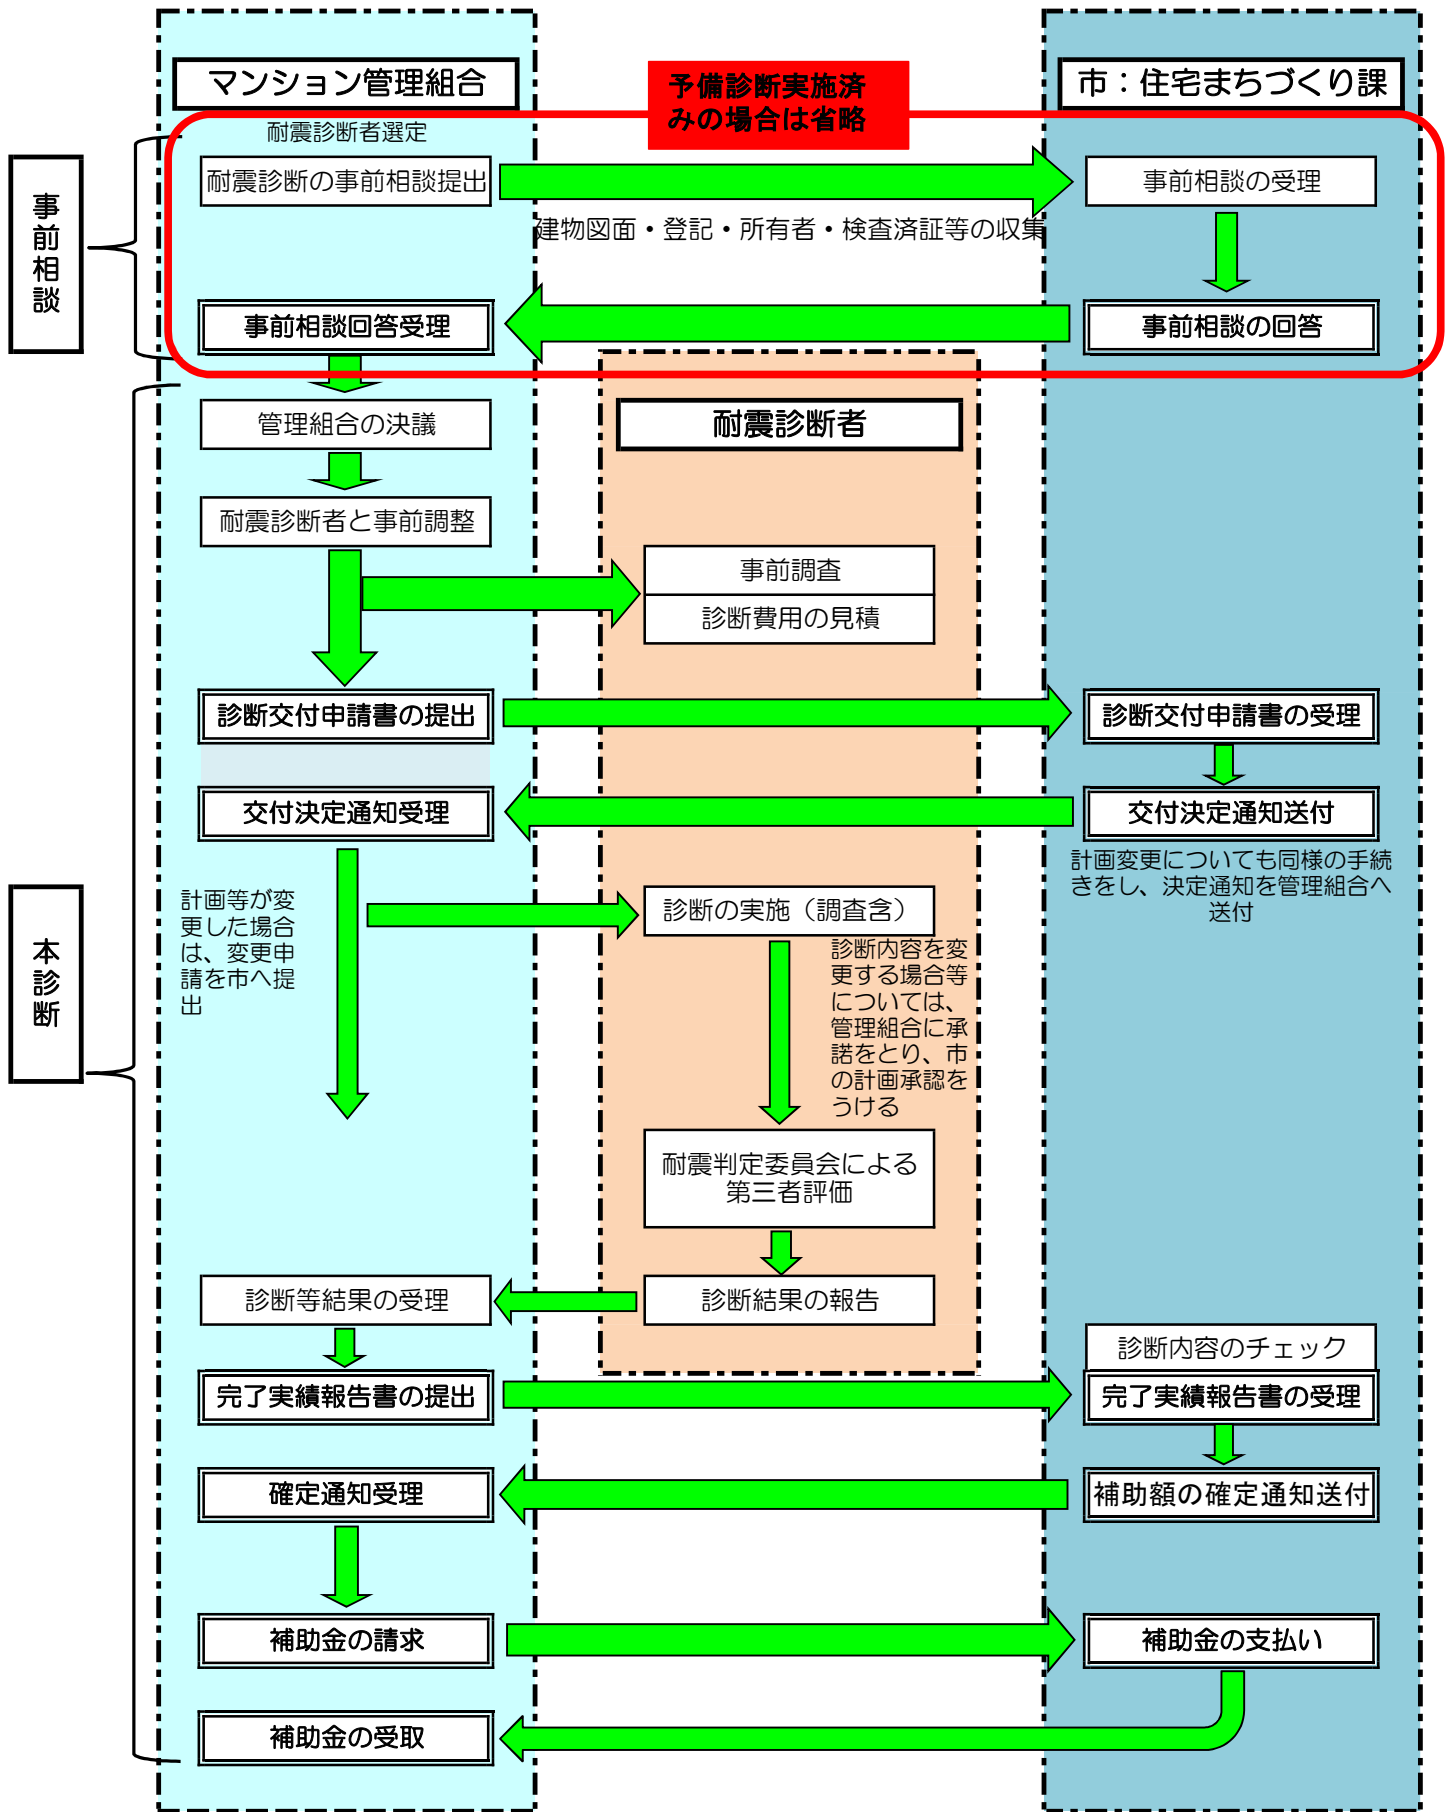 マンション管理組合
予備診断実施済
みの場合は省略
市：住宅まちづくり課
事前相談
耐震診断者選定
耐震診断の事前相談提出
事前相談の受理
建物図面・登記・所有者・検査済証等の収集
事前相談回答受理
事前相談の回答
管理組合の決議
耐震診断者
耐震診断者と事前調整
事前調査
診断費用の見積
診断交付申請書の提出
診断交付申請書の受理
交付決定通知受理
交付決定通知送付
計画変更についても同様の手続
きをし、決定通知を管理組合へ
送付
本診断
計画等が変
更した場合
は、変更申
請を市へ提
出
診断の実施（調査含）
診断内容を変
更する場合等
については、
管理組合に承
諾をとり、市
の計画承認を
うける
耐震判定委員会による
第三者評価
診断等結果の受理
診断結果の報告
診断内容のチェック
完了実績報告書の提出
完了実績報告書の受理
確定通知受理
補助額の確定通知送付
補助金の請求
補助金の支払い
補助金の受取